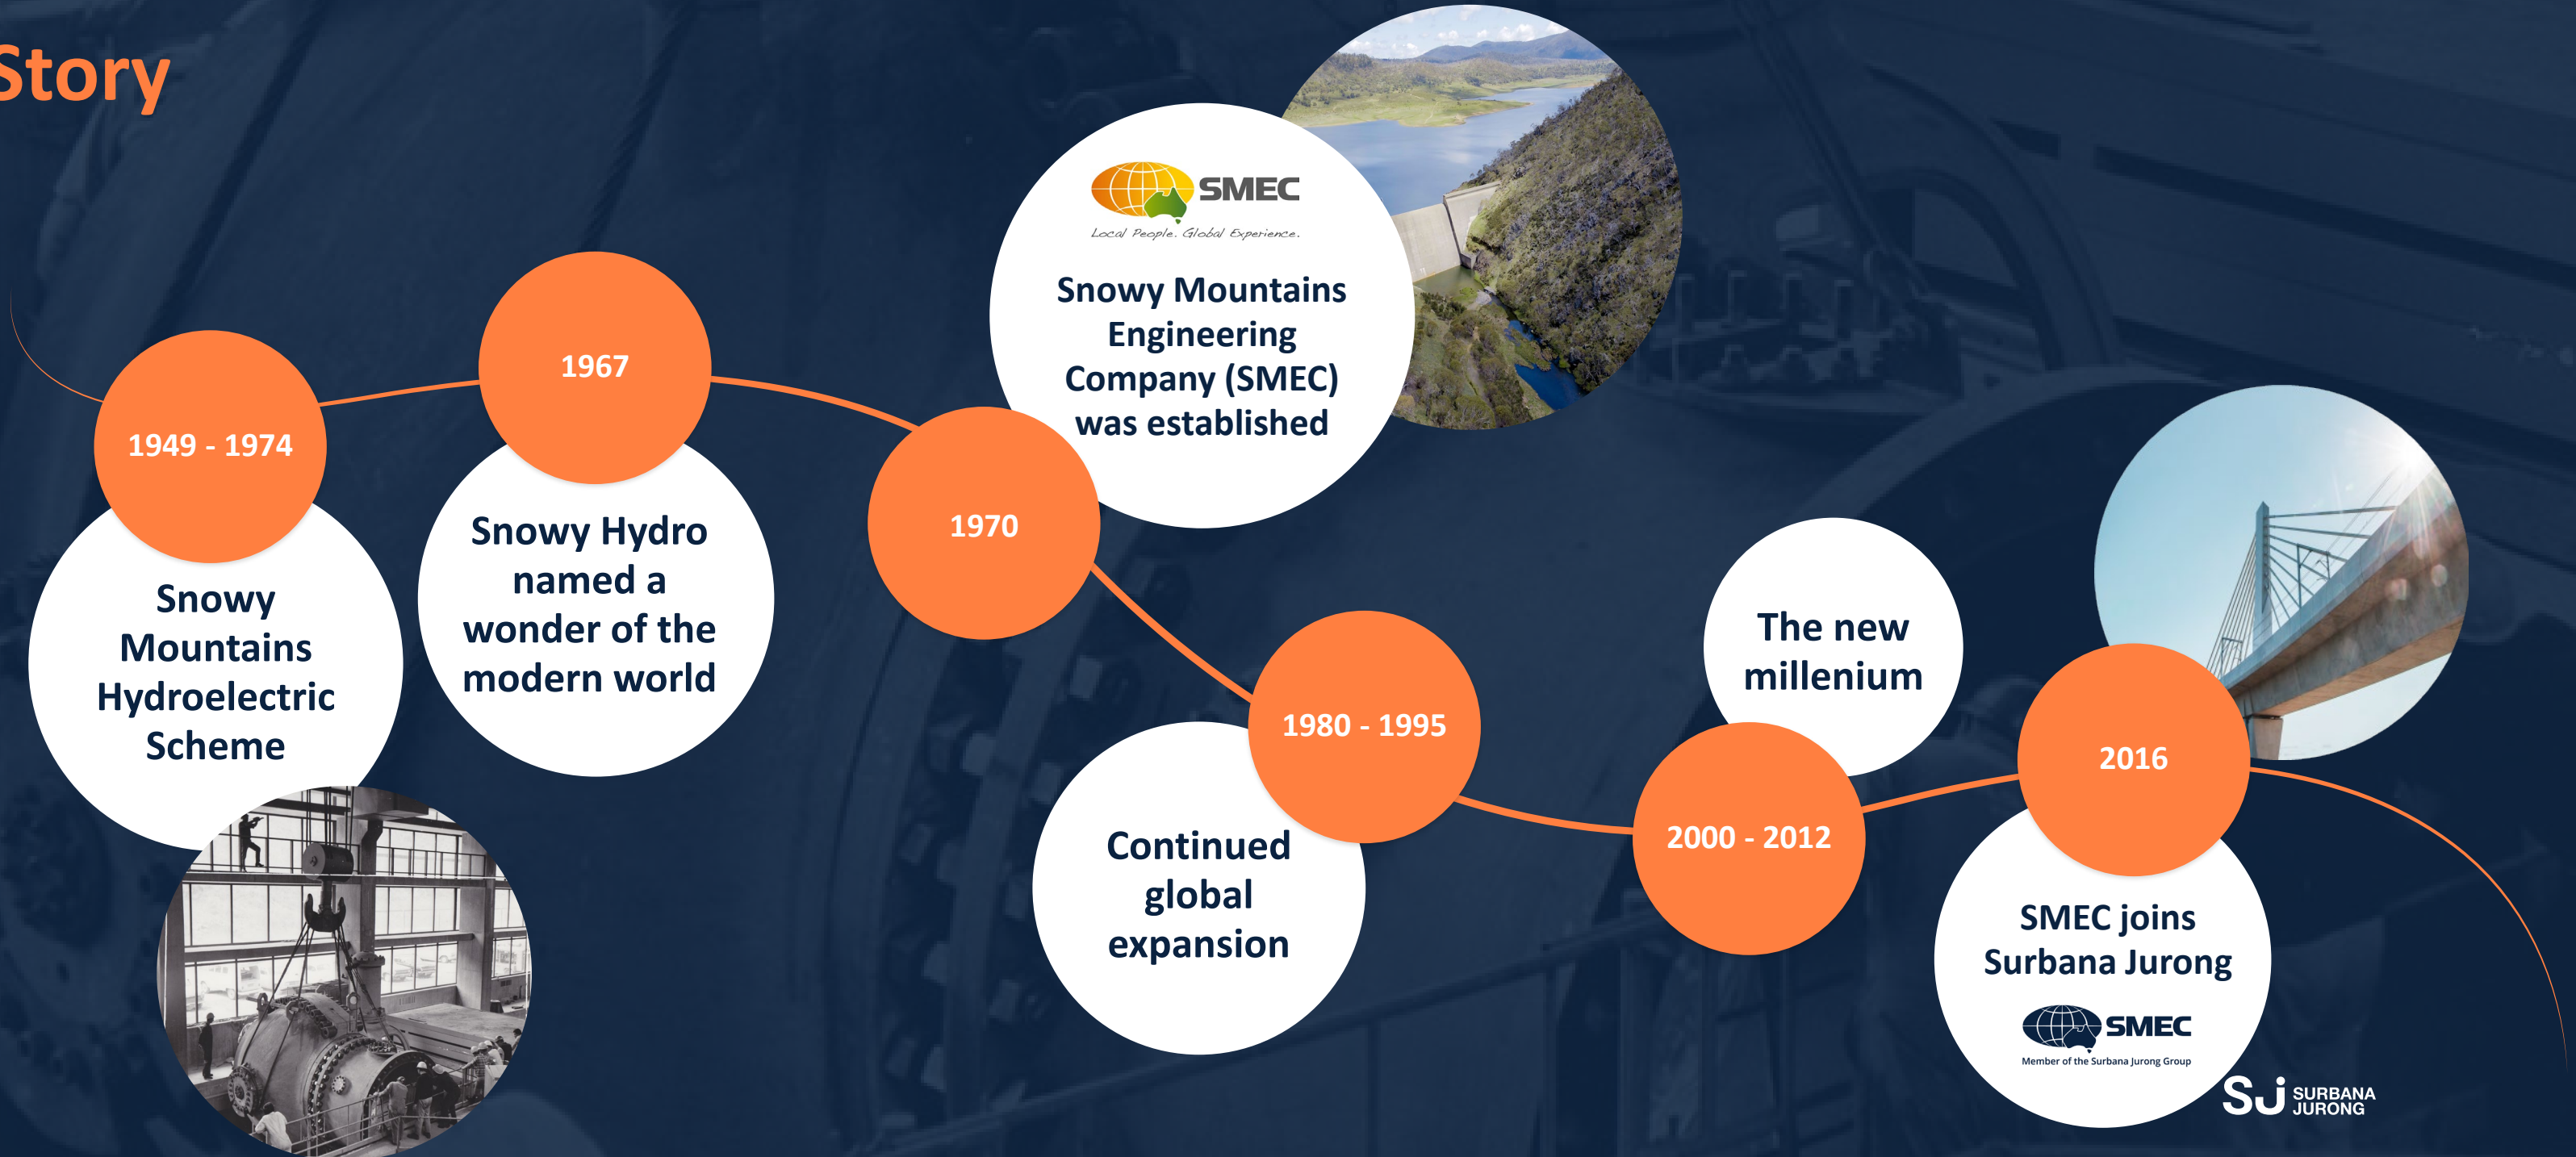 Story
1949 - 1974
Snowy
Mountains
Hydroelectric
Scheme
1967
Snowy Hydro
named a
wonder of the
modern world
1970
SMEC
Local People. Global Experience.
Snowy Mountains
Engineering
Company (SMEC)
was established
1980 - 1995
Continued
global
expansion
2000 - 2012
The new
millenium
2016
SMEC joins
Surbana Jurong
SMEC
Member of the Surbana Jurong Group
SJ SURBANA
JURONG